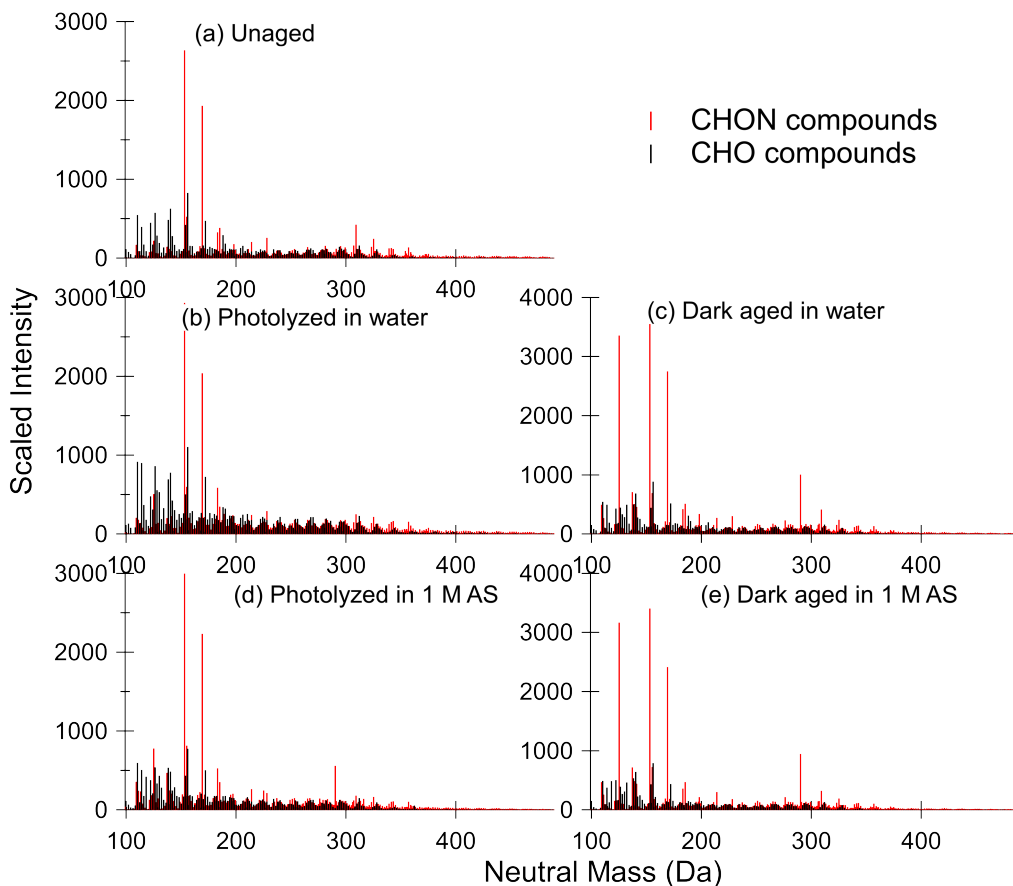 3000
(a) Unaged
2000
CHON compounds
CHO compounds
1000
0
100 200 300 400
Scaled Intensity
3000
(b) Photolyzed in water
2000
1000
0
100 200 300 400
4000
(c) Dark aged in water
3000
2000
1000
0
100 200 300 400
3000
(d) Photolyzed in 1 M AS
2000
1000
0
100 200 300 400
4000
(e) Dark aged in 1 M AS
3000
2000
1000
0
100 200 300 400
Neutral Mass (Da)